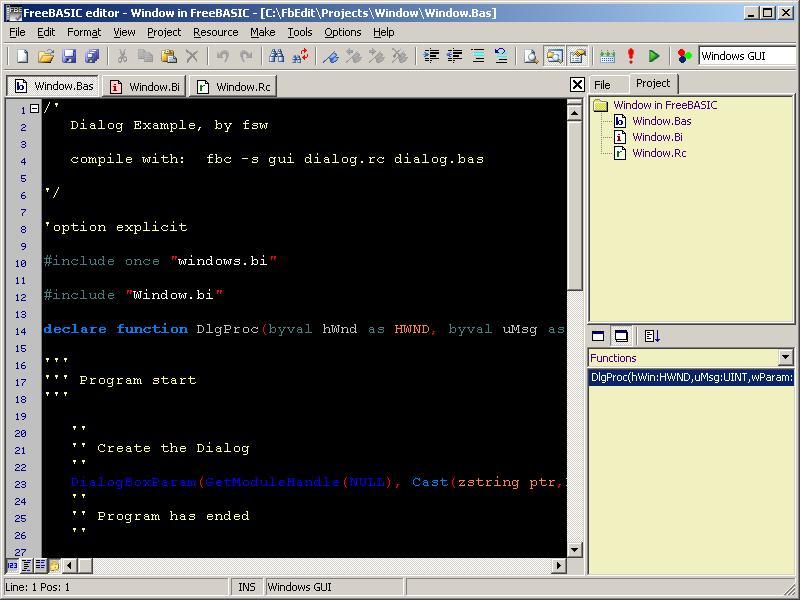 FreeBASIC editor - Window in FreeBASIC - [C:\FbEdit\Projects\Window\Window.Bas]
File Edit Format View Project Resource Make Tools Options Help
Windows GUI
Window.Bas Window.Bi Window.Rc
File Project
1 /'
2 Dialog Example, by fsw
3
4 compile with: fbc -s gui dialog.rc dialog.bas
5
6 '/
7
8 'option explicit
9
10 #include once "windows.bi"
11
12 #include "Window.bi"
13
14 declare function DlgProc(byval hWnd as HWND, byval uMsg as
15
16 '''
17 ''' Program start
18 '''
19
20 ''
21 '' Create the Dialog
22 ''
23 DialogBoxParam(GetModuleHandle(NULL), Cast(zstring ptr,
24 ''
25 '' Program has ended
26 ''
27
Window in FreeBASIC
Window.Bas
Window.Bi
Window.Rc
Functions
DlgProc(hWin:HWND,uMsg:UINT,wParam:
Line: 1 Pos: 1 INS Windows GUI